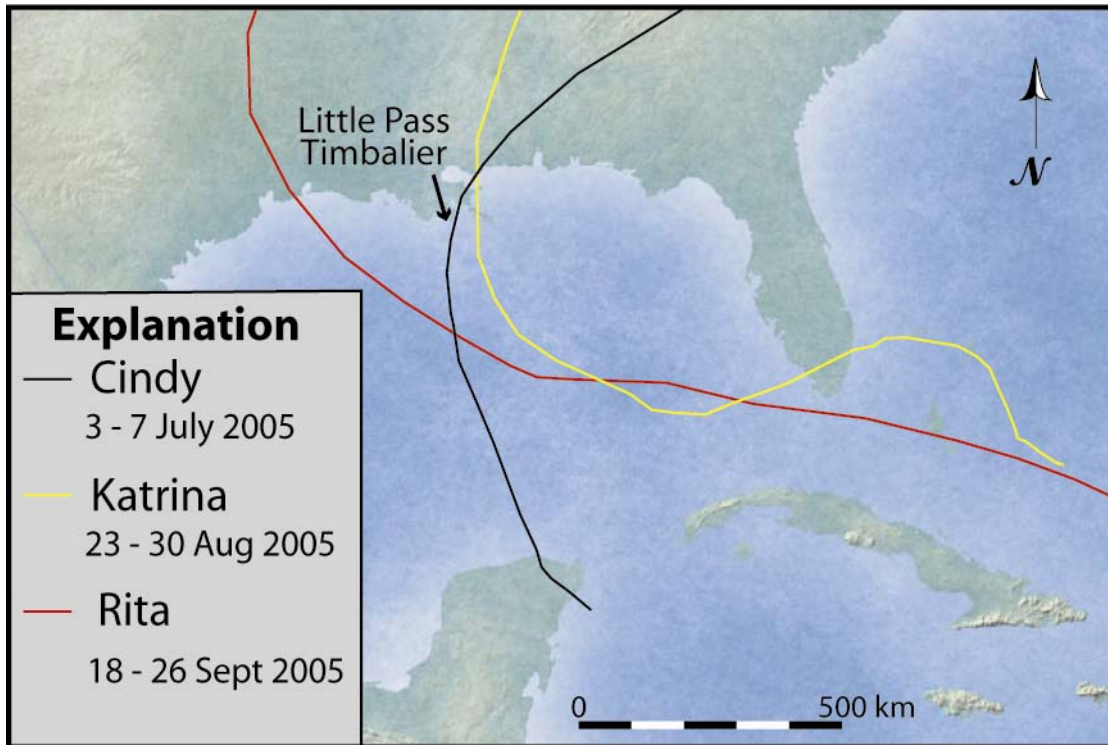 Little Pass
Timbalier
N
Explanation
Cindy
3 - 7 July 2005
Katrina
23 - 30 Aug 2005
Rita
18 - 26 Sept 2005
0 500 km